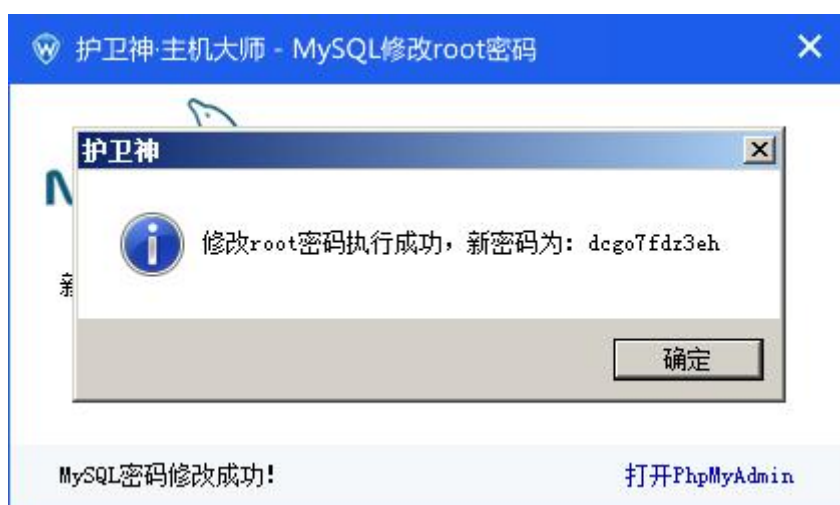 护卫神·主机大师 - MySQL修改root密码
护卫神
修改root密码执行成功，新密码为：dcgo7fdz3eh
新
确定
MySQL密码修改成功!
打开PhpMyAdmin